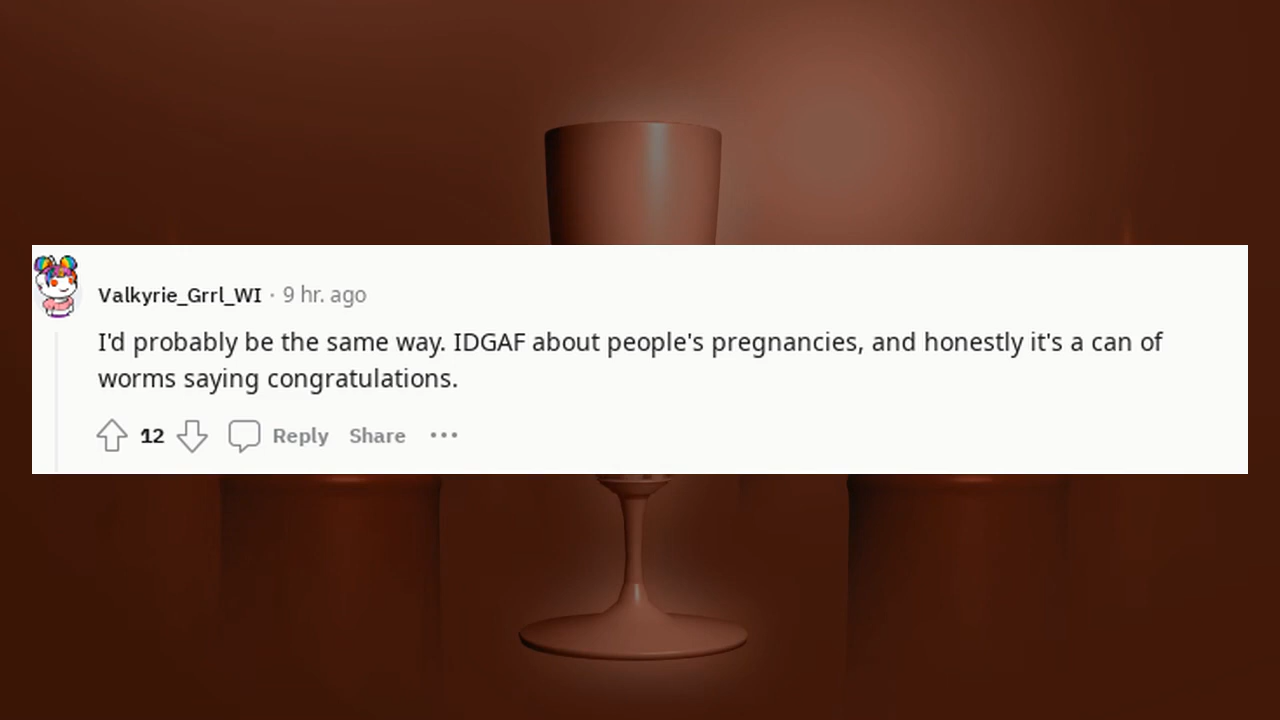 Valkyrie_Grrl_WI · 9 hr. ago
I'd probably be the same way. IDGAF about people's pregnancies, and honestly it's a can of
worms saying congratulations.
12 Reply Share ...